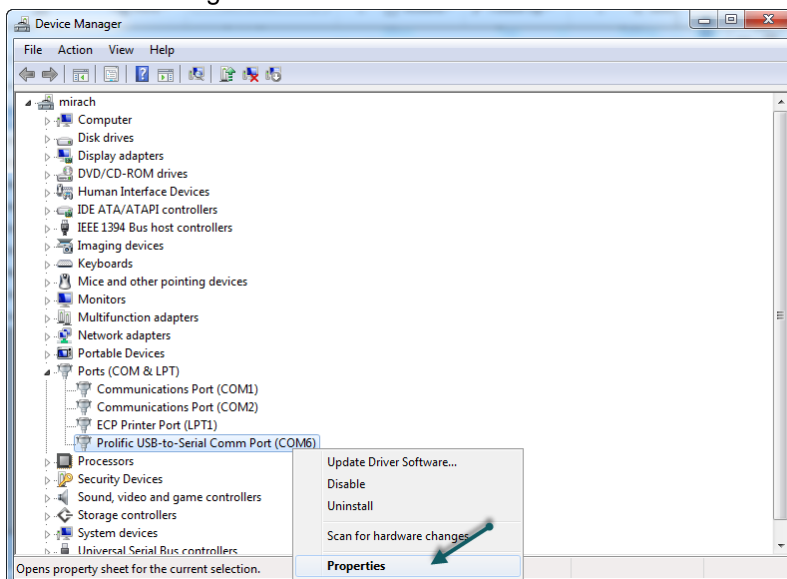 Device Manager
File Action View Help
mirach
Computer
Disk drives
Display adapters
DVD/CD-ROM drives
Human Interface Devices
IDE ATA/ATAPI controllers
IEEE 1394 Bus host controllers
Imaging devices
Keyboards
Mice and other pointing devices
Monitors
Multifunction adapters
Network adapters
Portable Devices
Ports (COM & LPT)
Communications Port (COM1)
Communications Port (COM2)
ECP Printer Port (LPT1)
Prolific USB-to-Serial Comm Port (COM6)
Processors
Security Devices
Sound, video and game controllers
Storage controllers
System devices
Universal Serial Bus controllers
Update Driver Software...
Disable
Uninstall
Scan for hardware changes
Properties
Opens property sheet for the current selection.